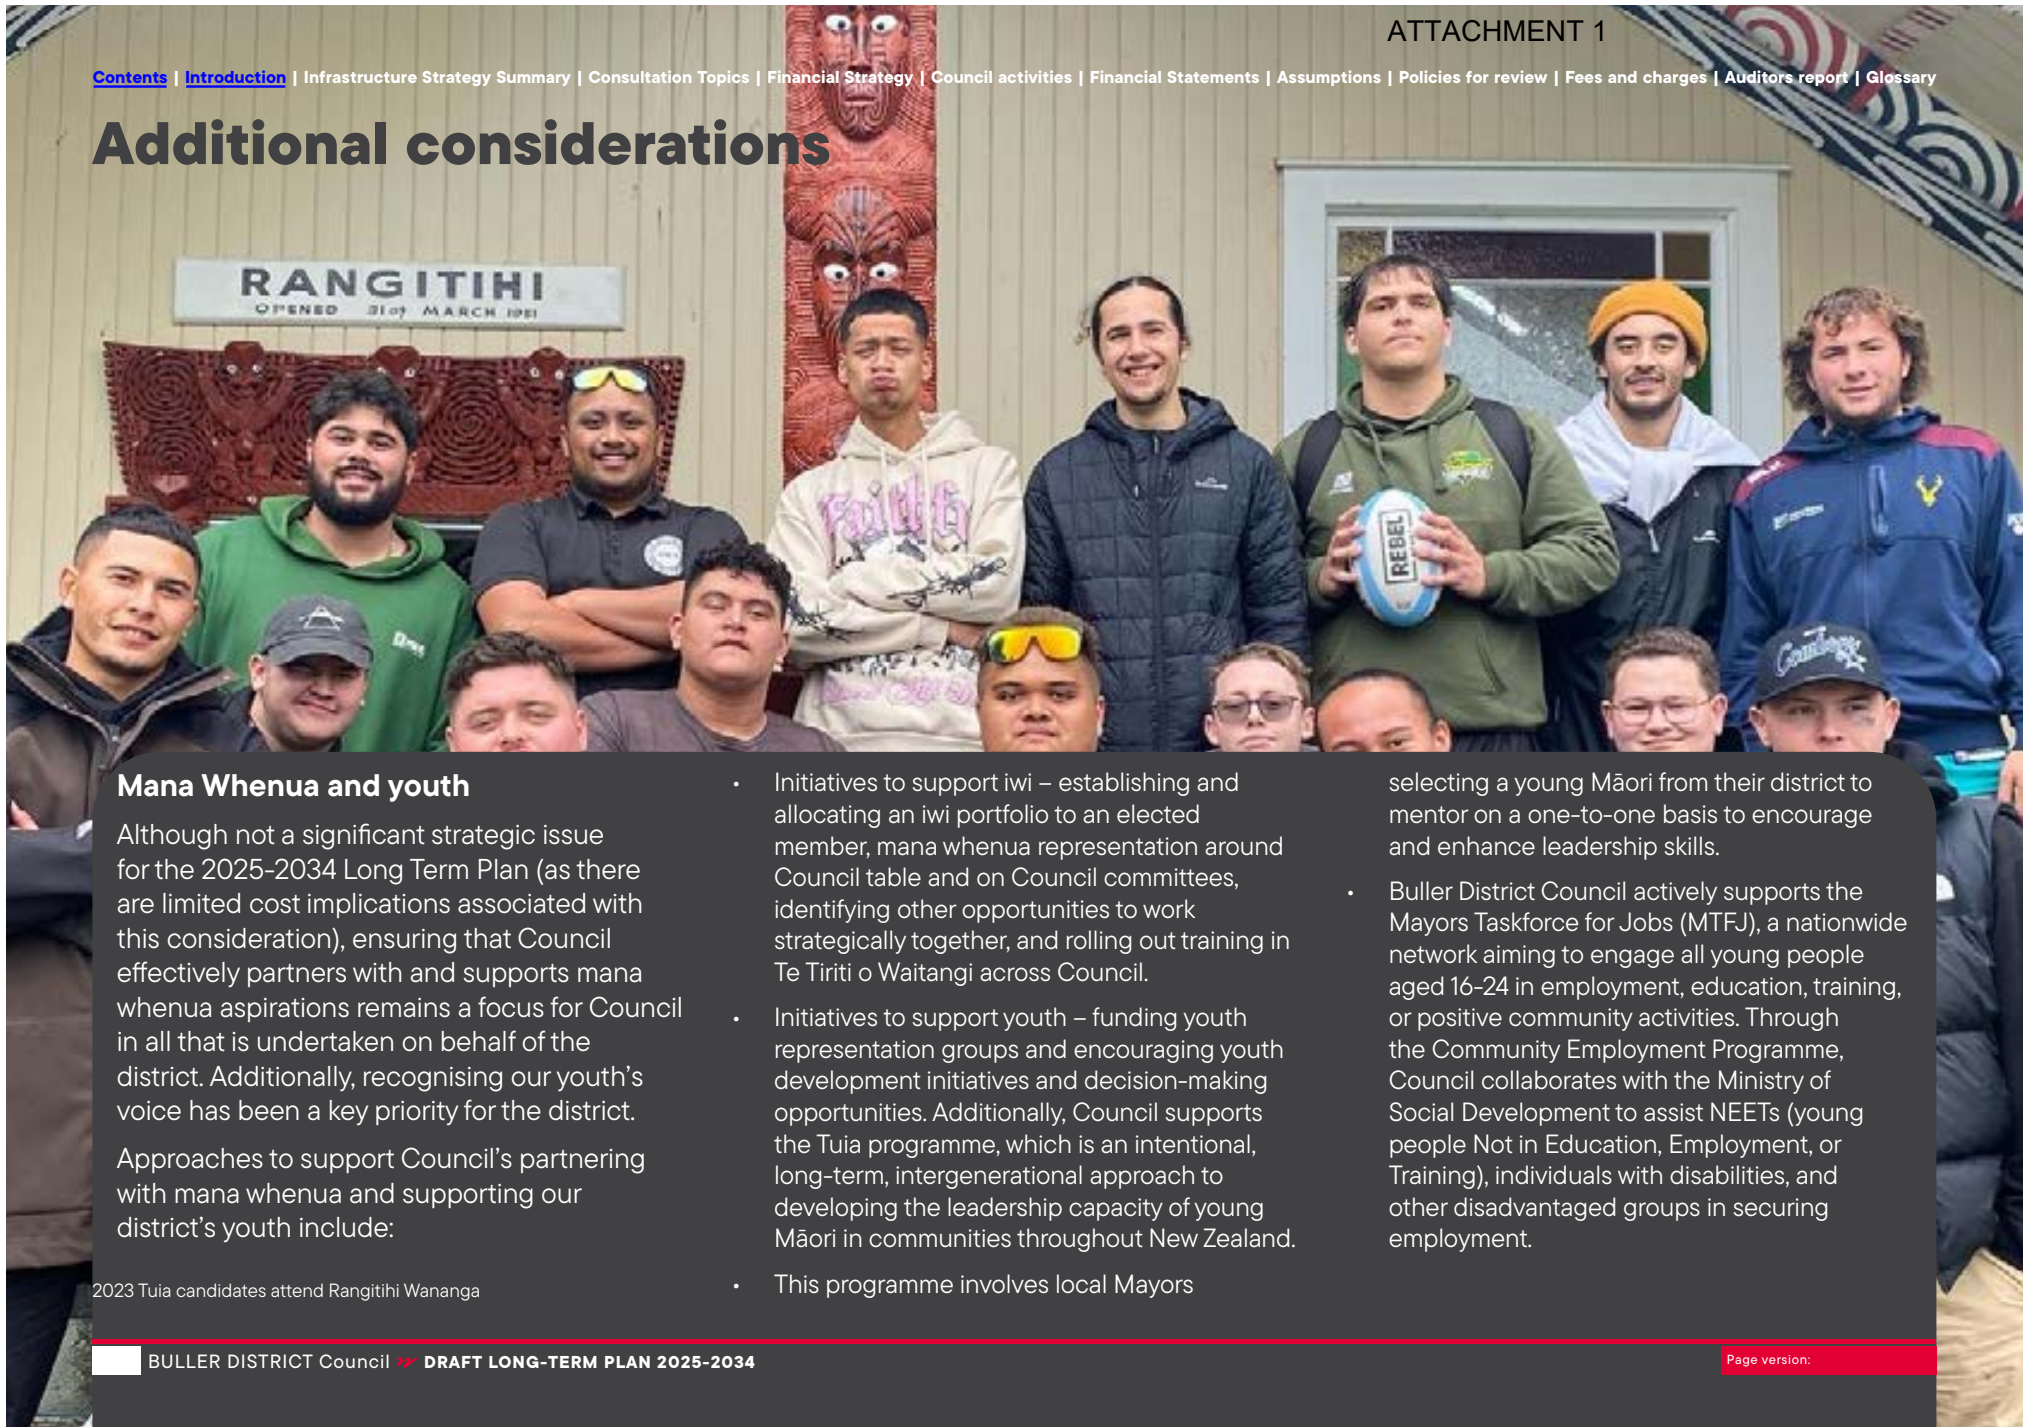 ATTACHMENT 1
Contents | Introduction | Infrastructure Strategy Summary | Consultation Topics | Financial Strategy | Council activities | Financial Statements | Assumptions | Policies for review | Fees and charges | Auditors report | Glossary
Additional considerations
RANGITIHI
OPENED MARCH
Faith
REBEL
Cowboys
Mana Whenua and youth
Although not a significant strategic issue
for the 2025-2034 Long Term Plan (as there
are limited cost implications associated with
this consideration), ensuring that Council
effectively partners with and supports mana
whenua aspirations remains a focus for Council
in all that is undertaken on behalf of the
district. Additionally, recognising our youth’s
voice has been a key priority for the district.
Approaches to support Council’s partnering
with mana whenua and supporting our
district’s youth include:
2023 Tuia candidates attend Rangitihi Wananga
• Initiatives to support iwi – establishing and
allocating an iwi portfolio to an elected
member, mana whenua representation around
Council table and on Council committees,
identifying other opportunities to work
strategically together, and rolling out training in
Te Tiriti o Waitangi across Council.
• Initiatives to support youth – funding youth
representation groups and encouraging youth
development initiatives and decision-making
opportunities. Additionally, Council supports
the Tuia programme, which is an intentional,
long-term, intergenerational approach to
developing the leadership capacity of young
Māori in communities throughout New Zealand.
• This programme involves local Mayors
selecting a young Māori from their district to
mentor on a one-to-one basis to encourage
and enhance leadership skills.
• Buller District Council actively supports the
Mayors Taskforce for Jobs (MTFJ), a nationwide
network aiming to engage all young people
aged 16-24 in employment, education, training,
or positive community activities. Through
the Community Employment Programme,
Council collaborates with the Ministry of
Social Development to assist NEETs (young
people Not in Education, Employment, or
Training), individuals with disabilities, and
other disadvantaged groups in securing
employment.
BULLER DISTRICT Council DRAFT LONG-TERM PLAN 2025-2034
Page version: